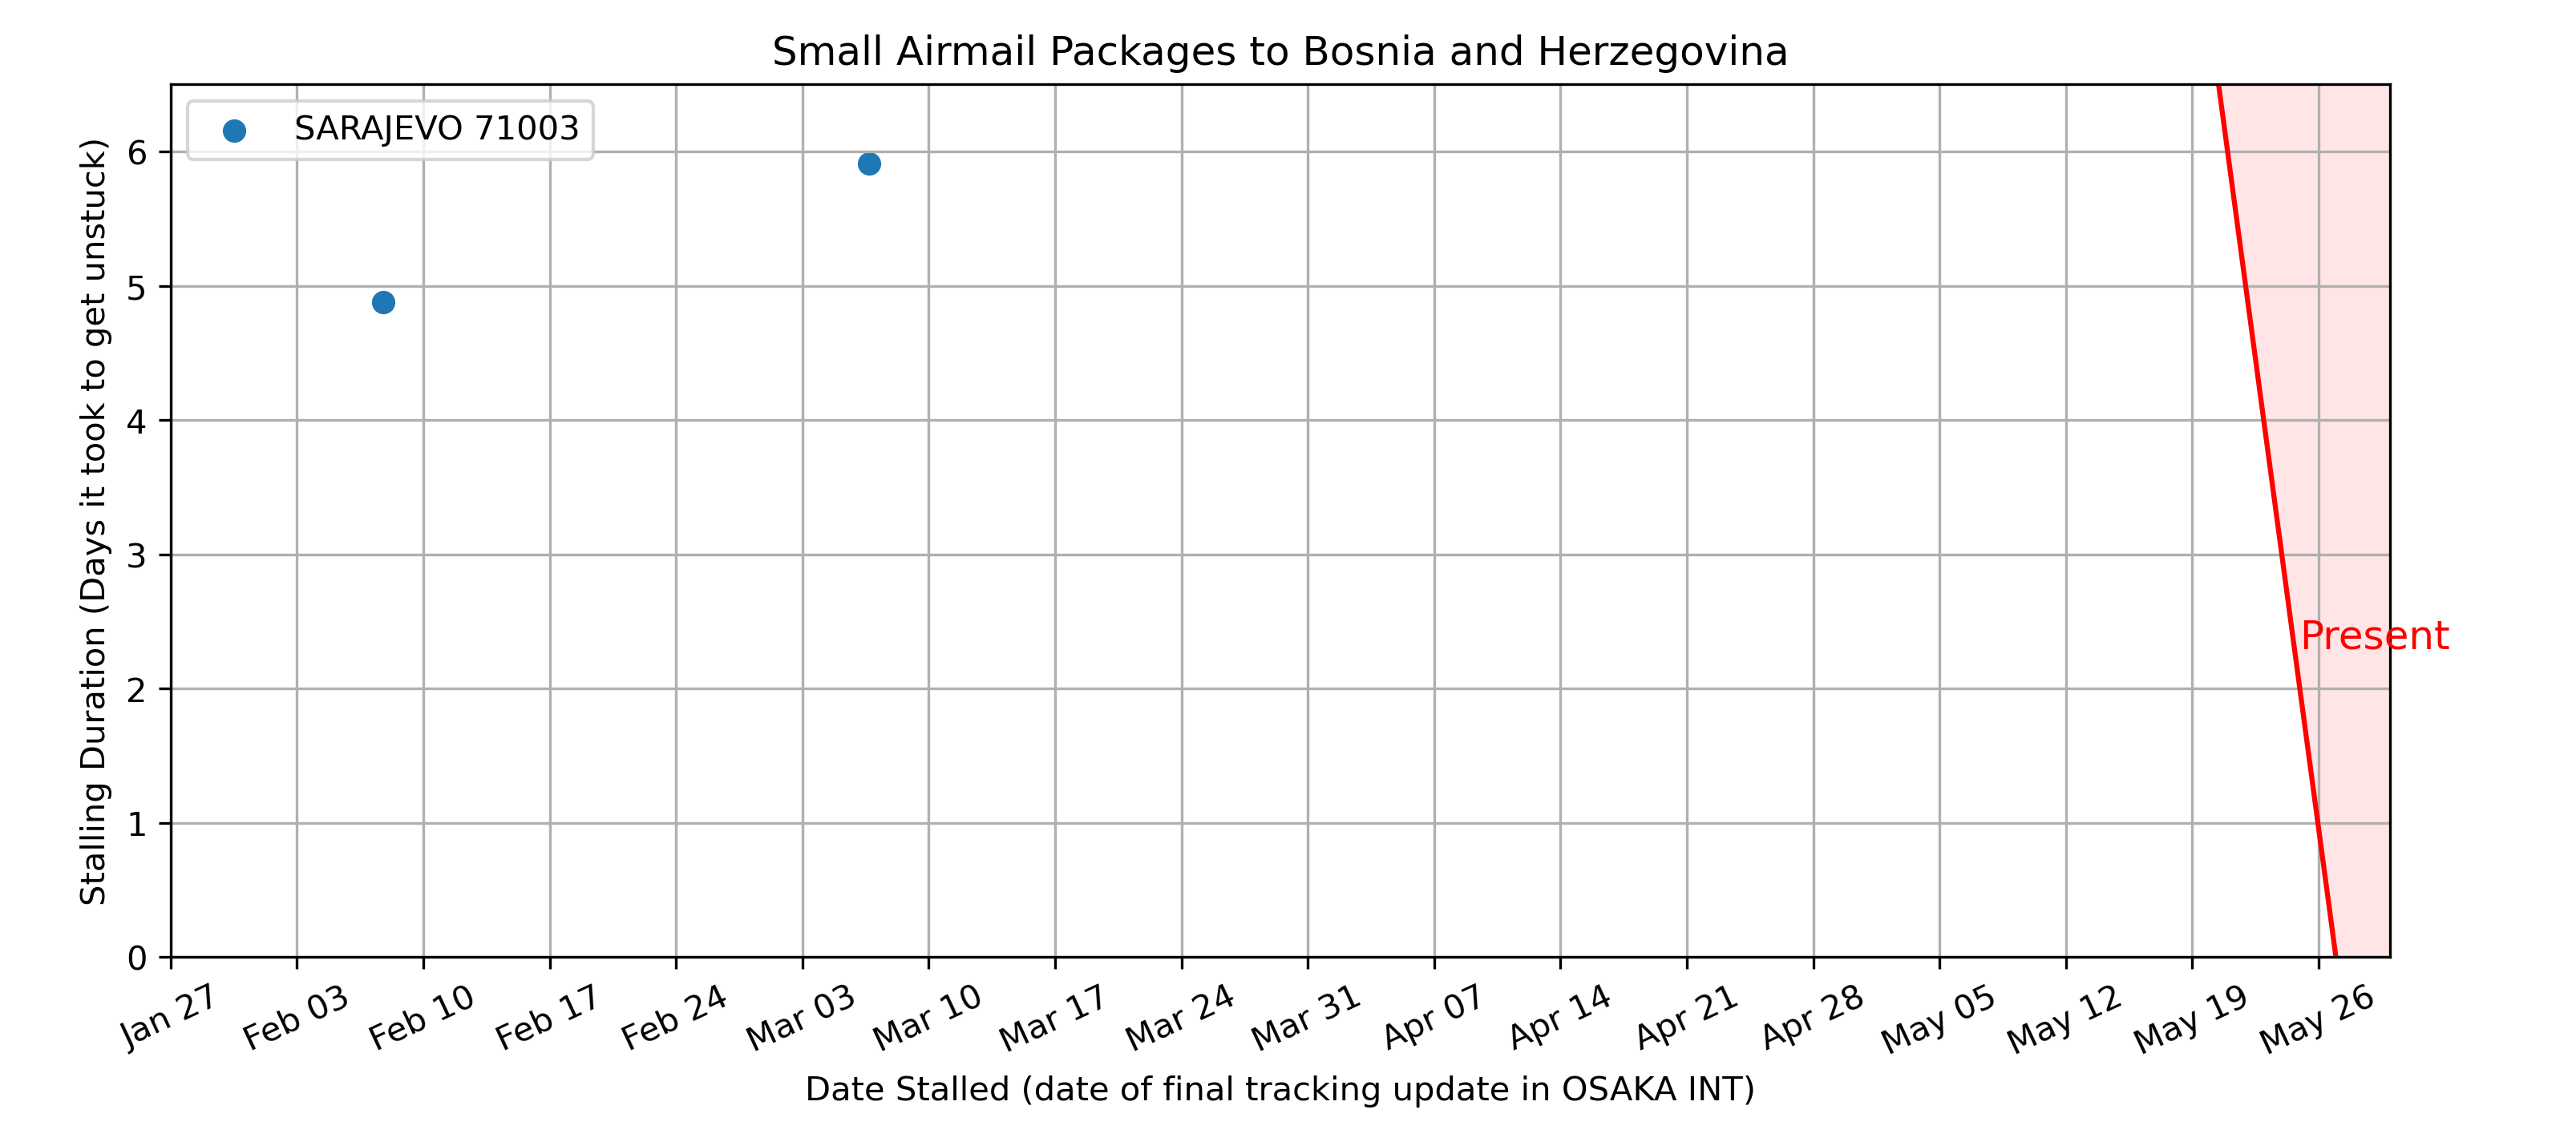 Small Airmail Packages to Bosnia and Herzegovina
SARAJEVO 71003
Stalling Duration (Days it took to get unstuck)
6
5
4
3
2
1
0
Present
Jan 27 Feb 03 Feb 10 Feb 17 Feb 24 Mar 03 Mar 10 Mar 17 Mar 24 Mar 31 Apr 07 Apr 14 Apr 21 Apr 28 May 05 May 12 May 19 May 26
Date Stalled (date of final tracking update in OSAKA INT)